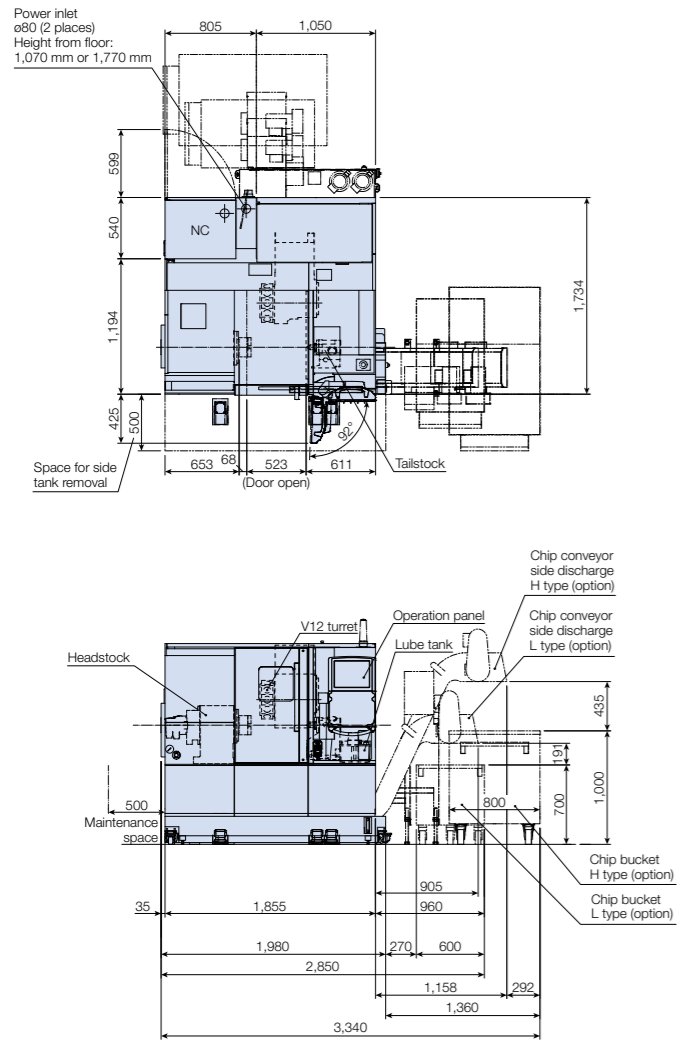 Power inlet
ø80 (2 places)
Height from floor:
1,070 mm or 1,770 mm
805
1,050
599
540
NC
1,194
1,734
425
500
92°
Space for side
tank removal
653
68
523
611
(Door open)
Tailstock
Chip conveyor
side discharge
H type (option)
Operation panel
Chip conveyor
side discharge
L type (option)
V12 turret
Lube tank
Headstock
435
191
500
800
700
1,000
Maintenance
space
Chip bucket
H type (option)
905
35
1,855
960
Chip bucket
L type (option)
1,980
270
600
2,850
1,158
292
1,360
3,340